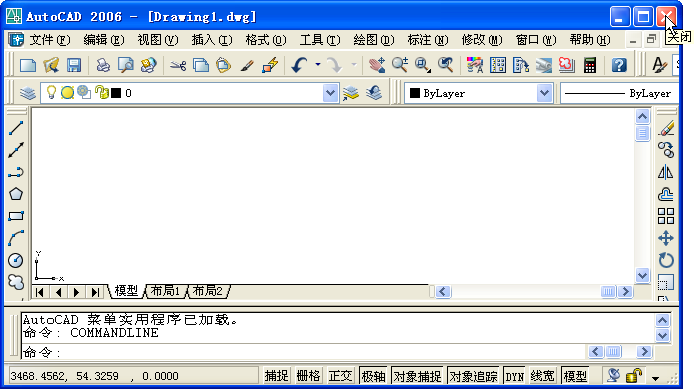 AutoCAD 2006 - [Drawing1.dwg]
关闭
文件(F) 编辑(E) 视图(V) 插入(I) 格式(O) 工具(T) 绘图(D) 标注(N) 修改(M) 窗口(W) 帮助(H)
0 ByLayer ByLayer
Y
X
模型 布局1 布局2
AutoCAD 菜单实用程序已加载。
命令: COMMANDLINE
命令:
3468.4562, 54.3259 , 0.0000 捕捉 栅格 正交 极轴 对象捕捉 对象追踪 DYN 线宽 模型